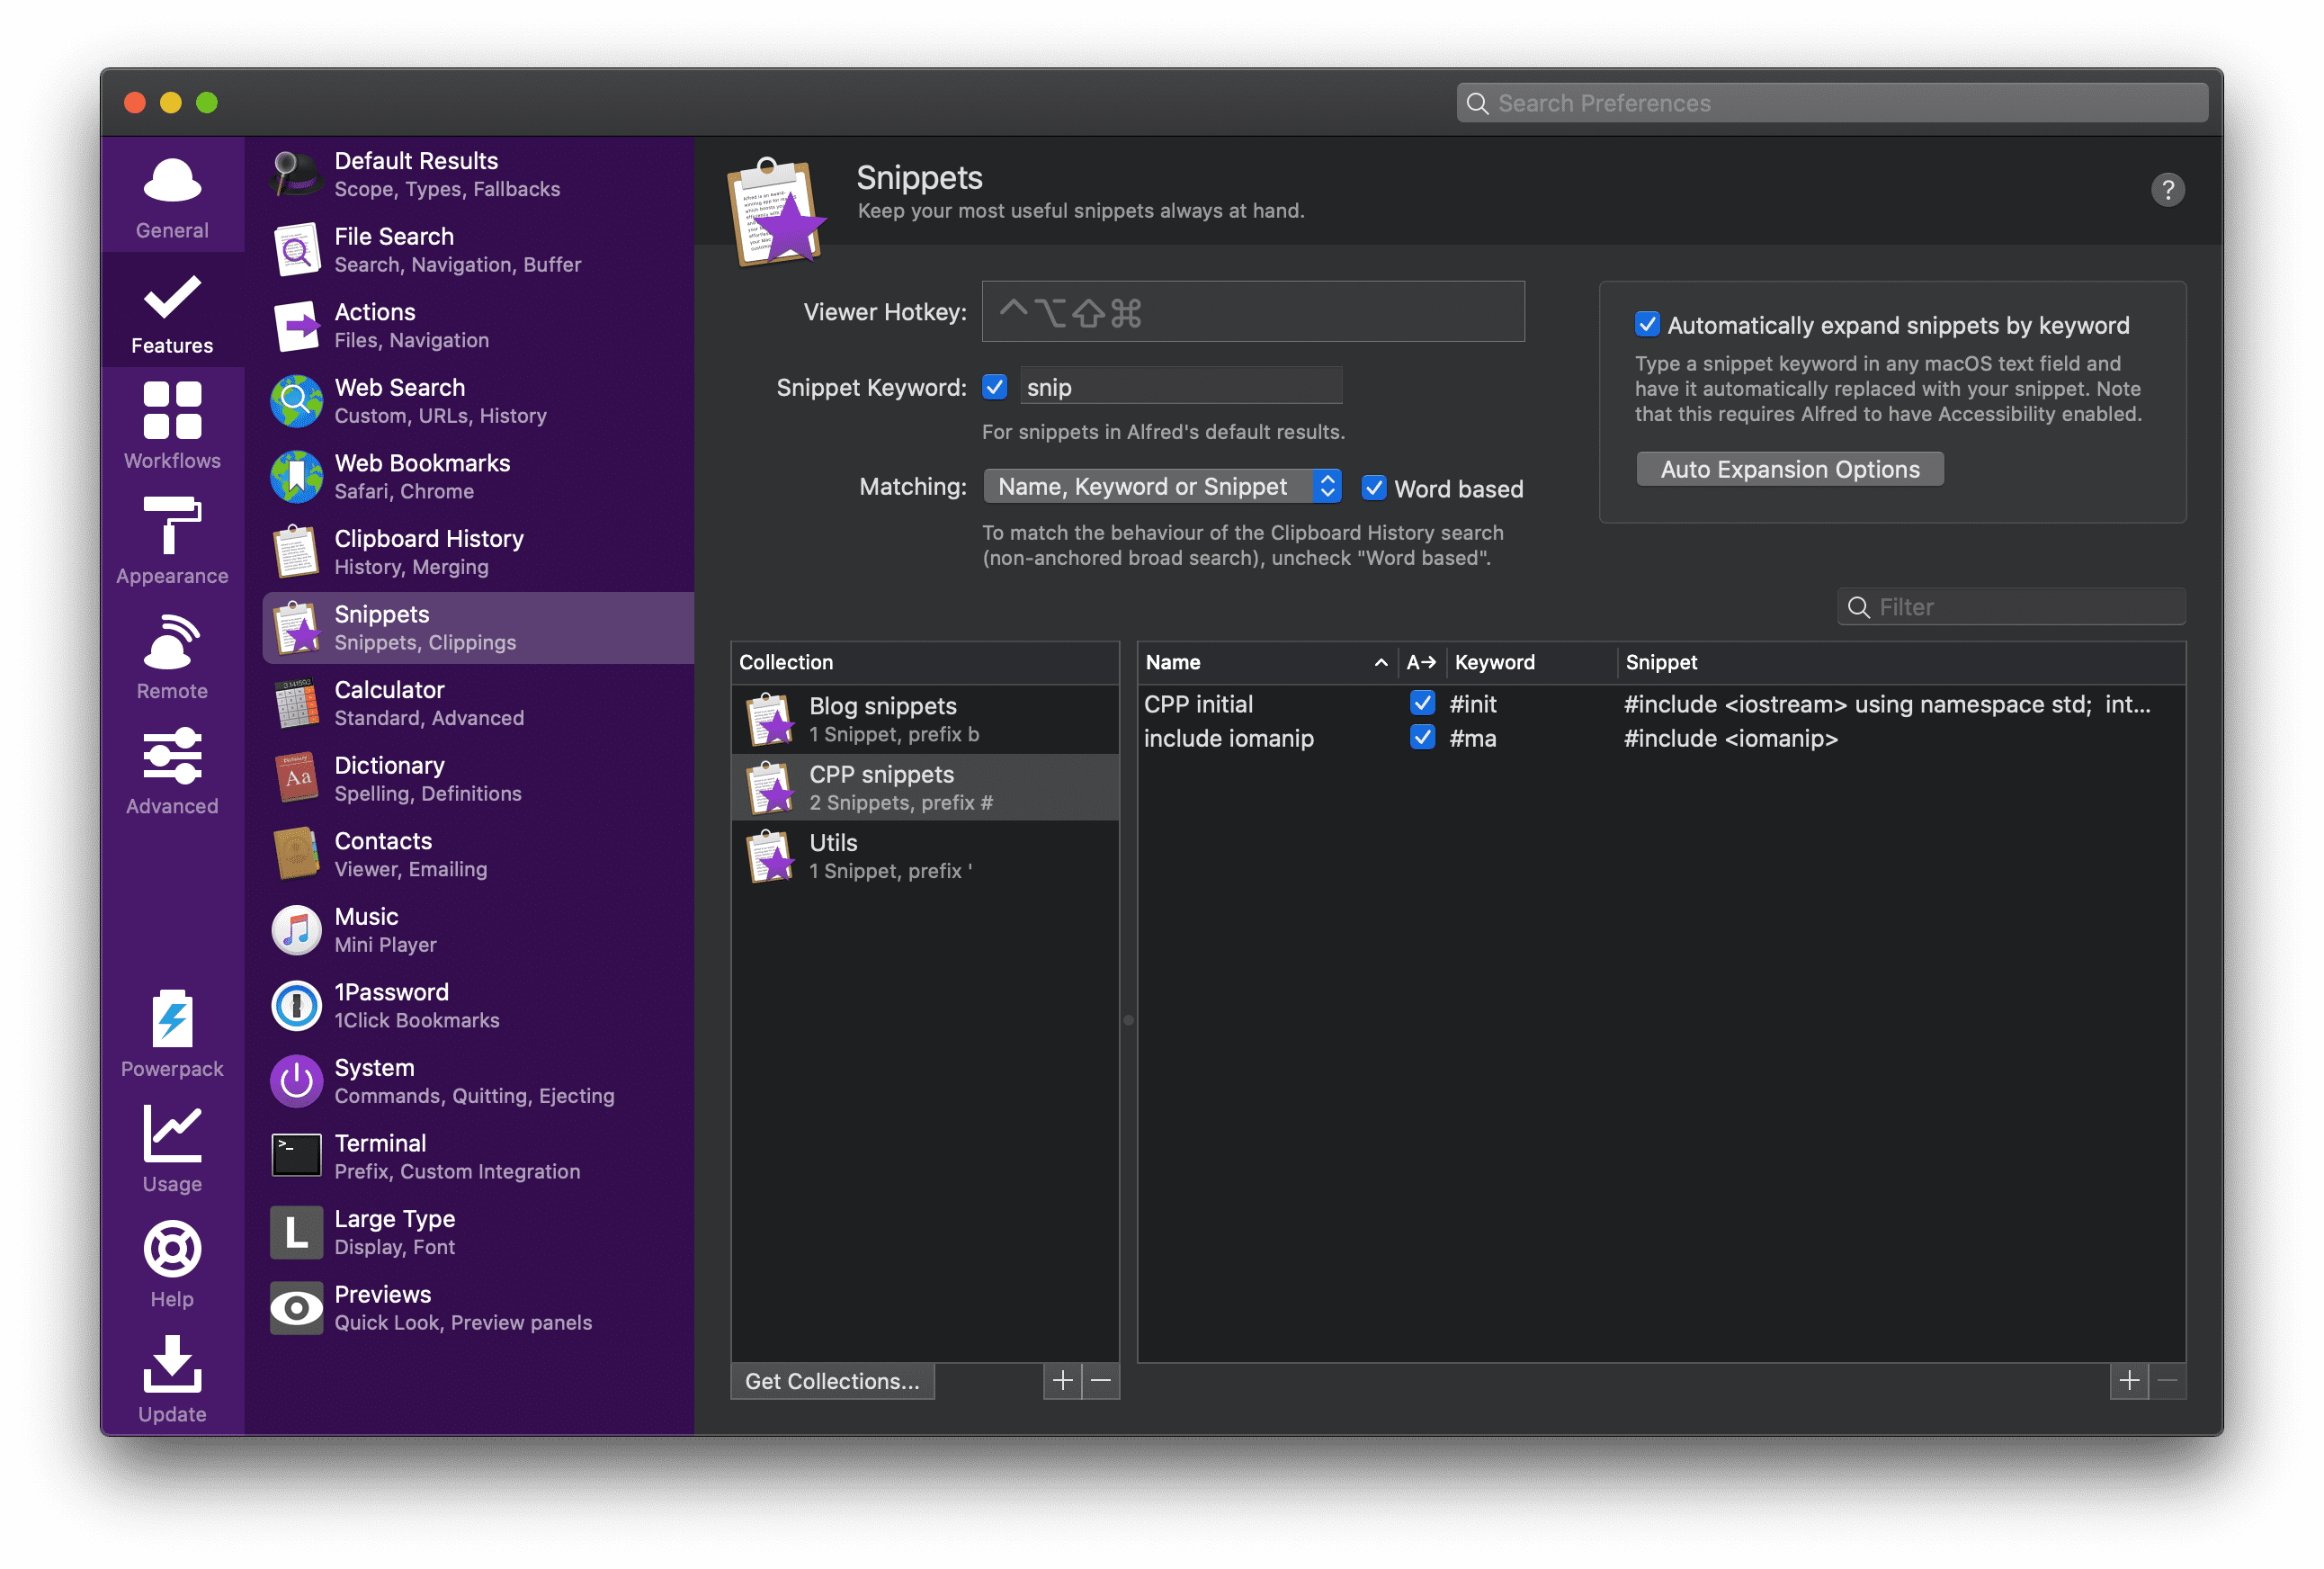 Search Preferences
General
Features
Workflows
Appearance
Remote
Advanced
Powerpack
Usage
Help
Update
Default Results
Scope, Types, Fallbacks
File Search
Search, Navigation, Buffer
Actions
Files, Navigation
Web Search
Custom, URLs, History
Web Bookmarks
Safari, Chrome
Clipboard History
History, Merging
Snippets
Snippets, Clippings
Calculator
Standard, Advanced
Dictionary
Spelling, Definitions
Contacts
Viewer, Emailing
Music
Mini Player
1Password
1Click Bookmarks
System
Commands, Quitting, Ejecting
Terminal
Prefix, Custom Integration
Large Type
Display, Font
Previews
Quick Look, Preview panels
Snippets
Keep your most useful snippets always at hand.
?
Viewer Hotkey: ^⌥⇧⌘
Snippet Keyword: snip
For snippets in Alfred's default results.
Matching: Name, Keyword or Snippet Word based
To match the behaviour of the Clipboard History search
(non-anchored broad search), uncheck "Word based".
Automatically expand snippets by keyword
Type a snippet keyword in any macOS text field and
have it automatically replaced with your snippet. Note
that this requires Alfred to have Accessibility enabled.
Auto Expansion Options
Filter
Collection
Blog snippets
1 Snippet, prefix b
CPP snippets
2 Snippets, prefix #
Utils
1 Snippet, prefix '
Get Collections...
Name A→ Keyword Snippet
CPP initial #init #include <iostream> using namespace std; int...
include iomanip #ma #include <iomanip>